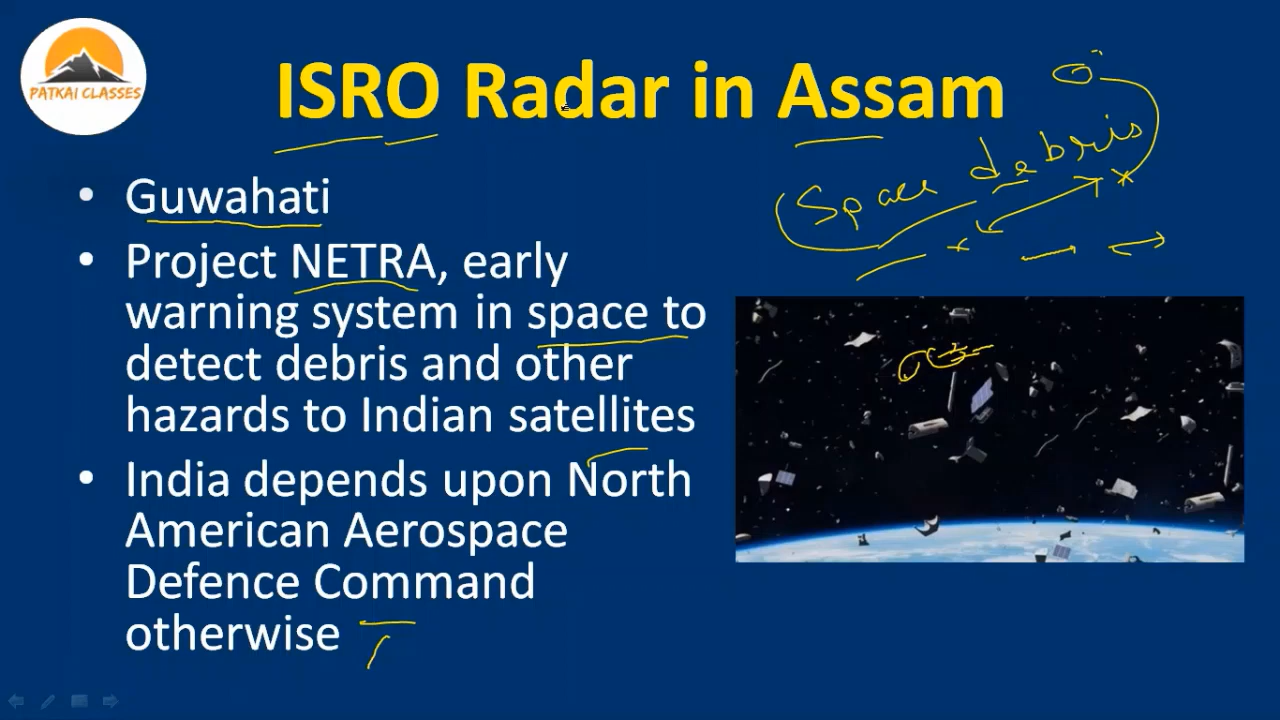 PATKAI CLASSES
ISRO Radar in Assam
Space debris
• Guwahati
• Project NETRA, early
warning system in space to
detect debris and other
hazards to Indian satellites
• India depends upon North
American Aerospace
Defence Command
otherwise